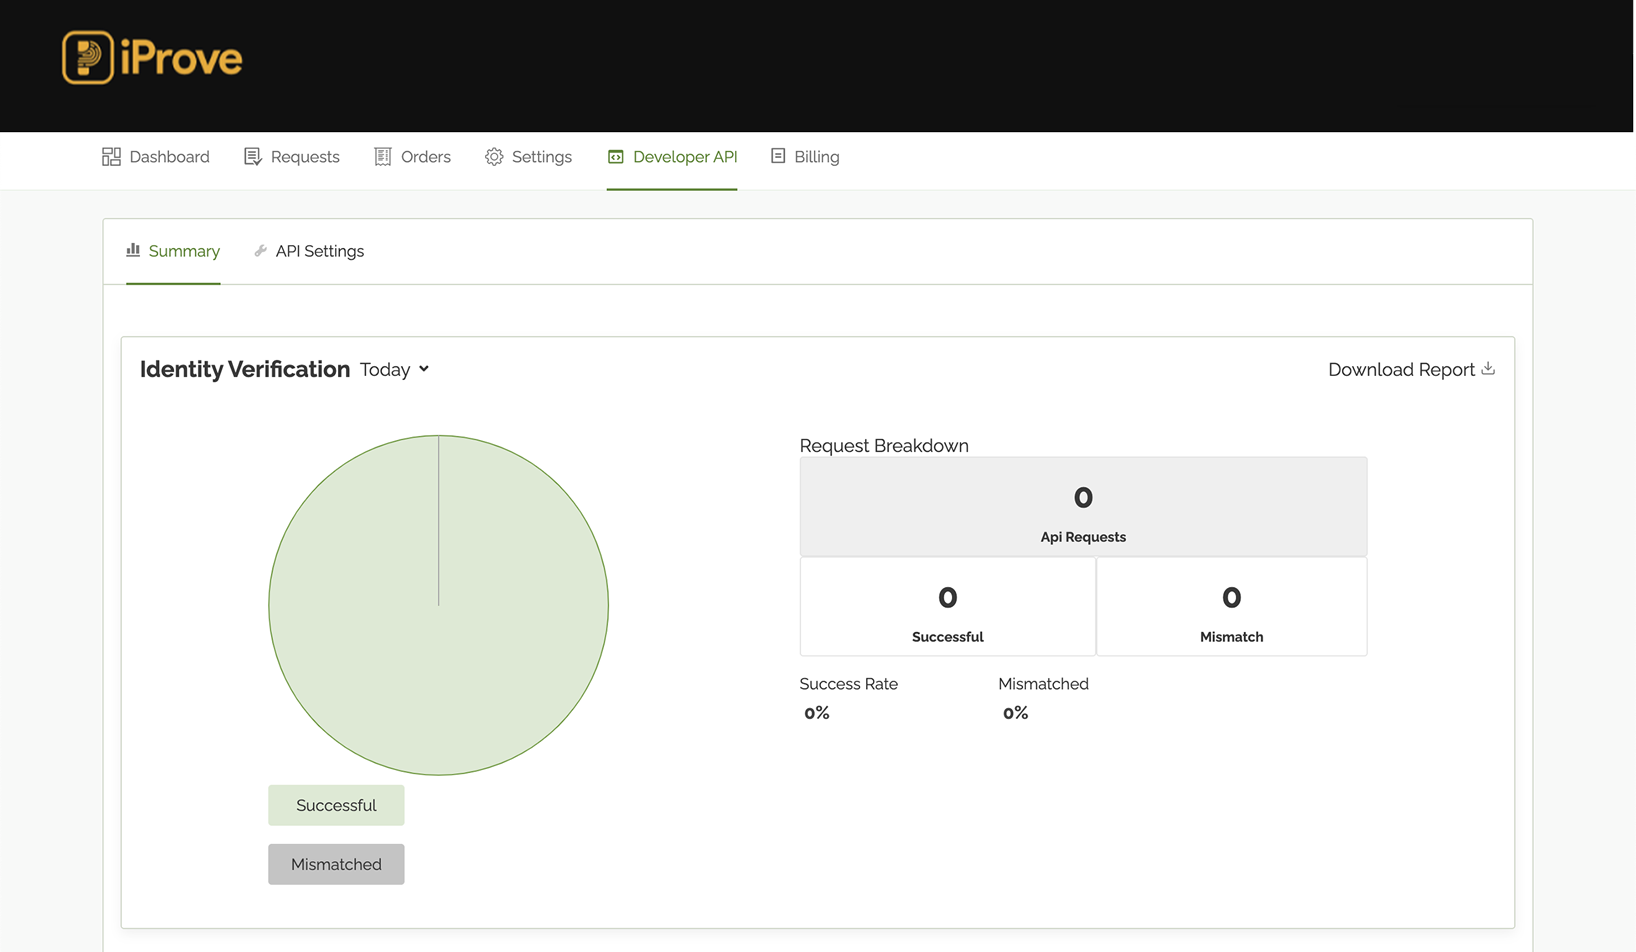 iProve
Dashboard Requests Orders Settings Developer API Billing
Summary API Settings
Identity Verification Today Download Report
Request Breakdown
0
Api Requests
0 0
Successful Mismatch
Success Rate Mismatched
0% 0%
Successful
Mismatched